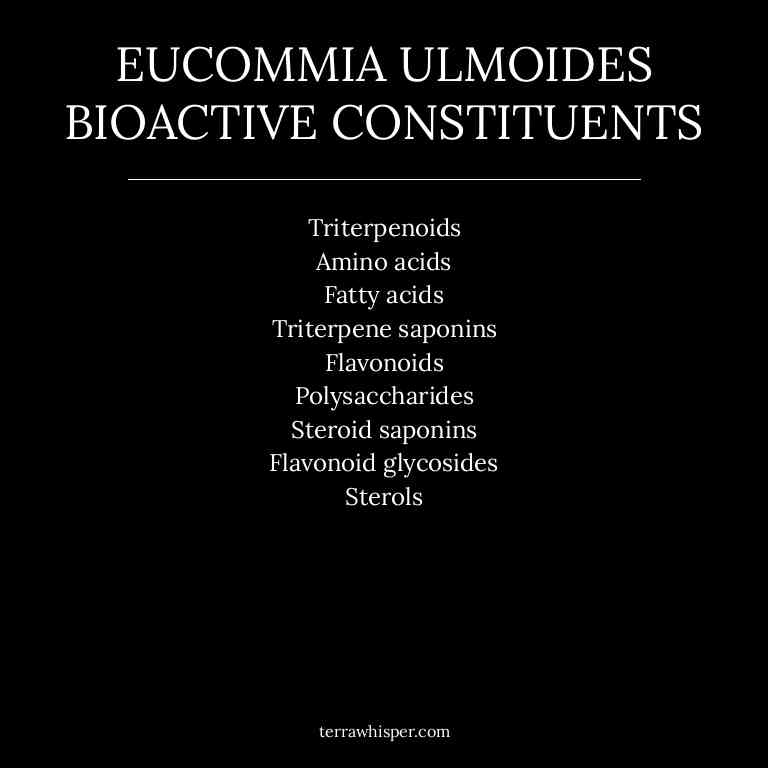 EUCOMMIA ULMOIDES
BIOACTIVE CONSTITUENTS
Triterpenoids
Amino acids
Fatty acids
Triterpene saponins
Flavonoids
Polysaccharides
Steroid saponins
Flavonoid glycosides
Sterols
terrawhisper.com